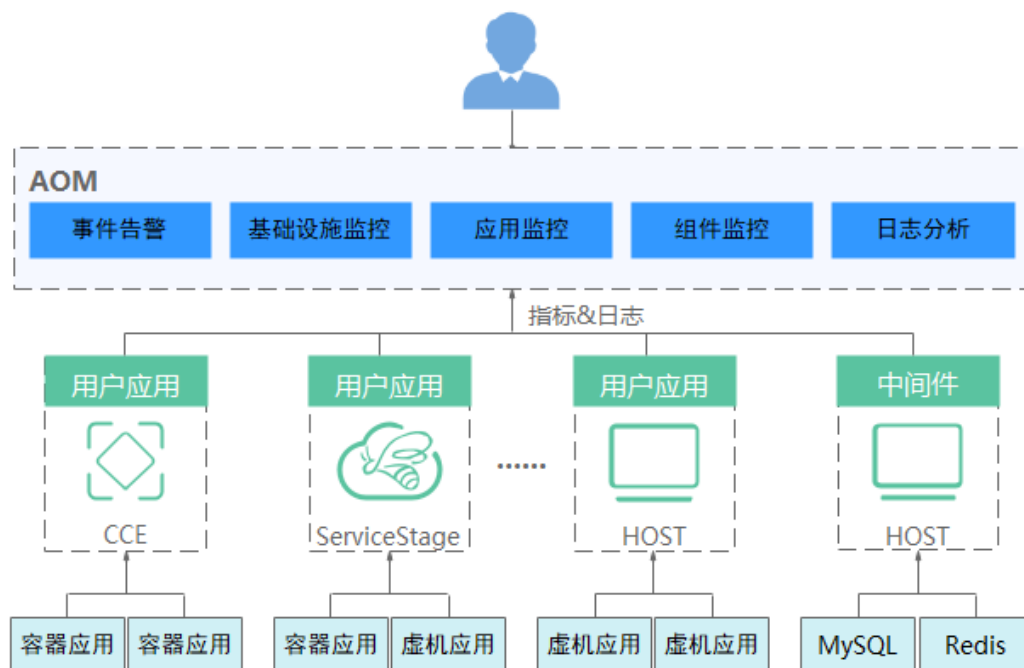 AOM
事件告警
基础设施监控
应用监控
组件监控
日志分析
指标&日志
用户应用
用户应用
用户应用
中间件
······
CCE
ServiceStage
HOST
HOST
容器应用
容器应用
容器应用
虚机应用
虚机应用
虚机应用
MySQL
Redis